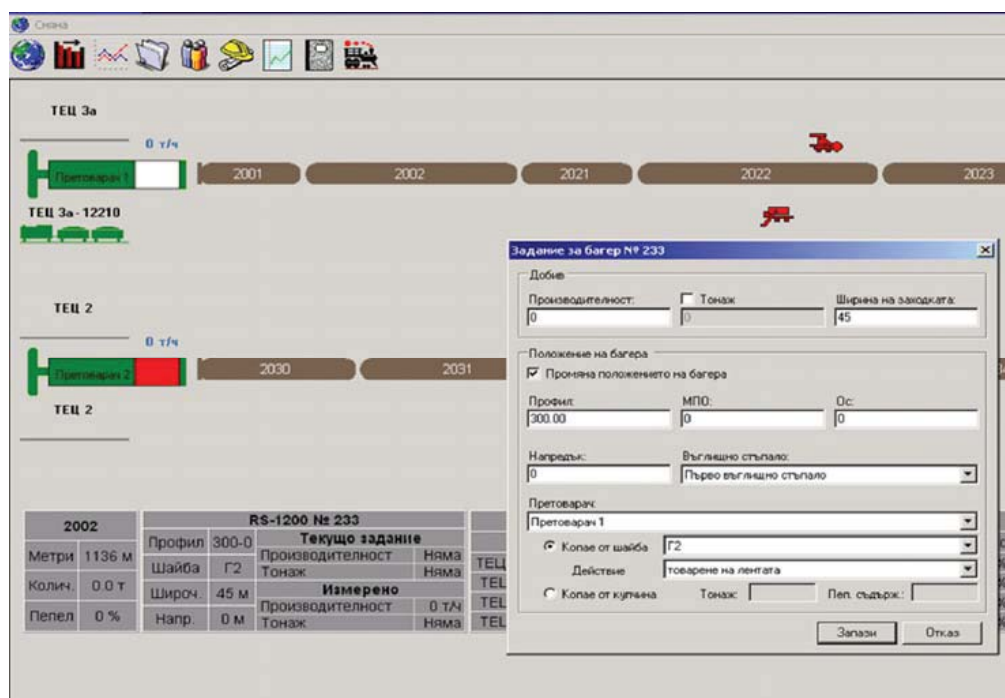 Смяна
ТЕЦ 3а
0 т/ч
Претоварач 1
2001
2002
2021
2022
2023
ТЕЦ 3а - 12210
ТЕЦ 2
0 т/ч
Претоварач 2
2030
2031
ТЕЦ 2
Задание за багер № 233
Добив
Производителност:
Тонаж
Ширина на заходката:
0
0
45
Положение на багера
Промяна положението на багера
Профил:
МПО:
Ос:
300.00
0
0
Напредък:
Въглищно стъпало:
0
Първо въглищно стъпало
Претоварач:
Претоварач 1
Копае от шайба
Г2
Действие
товарене на лентата
Копае от купчина
Тонаж:
Пеп. съдърж.:
Запази
Отказ
2002
Метри 1136 м
Колич. 0.0 т
Пепел 0 %
RS-1200 № 233
Профил 300-0
Шайба Г2
Широч. 45 м
Напр. 0 м
Текущо задание
Производителност Няма
Тонаж Няма
Измерено
Производителност 0 т/ч
Тонаж Няма